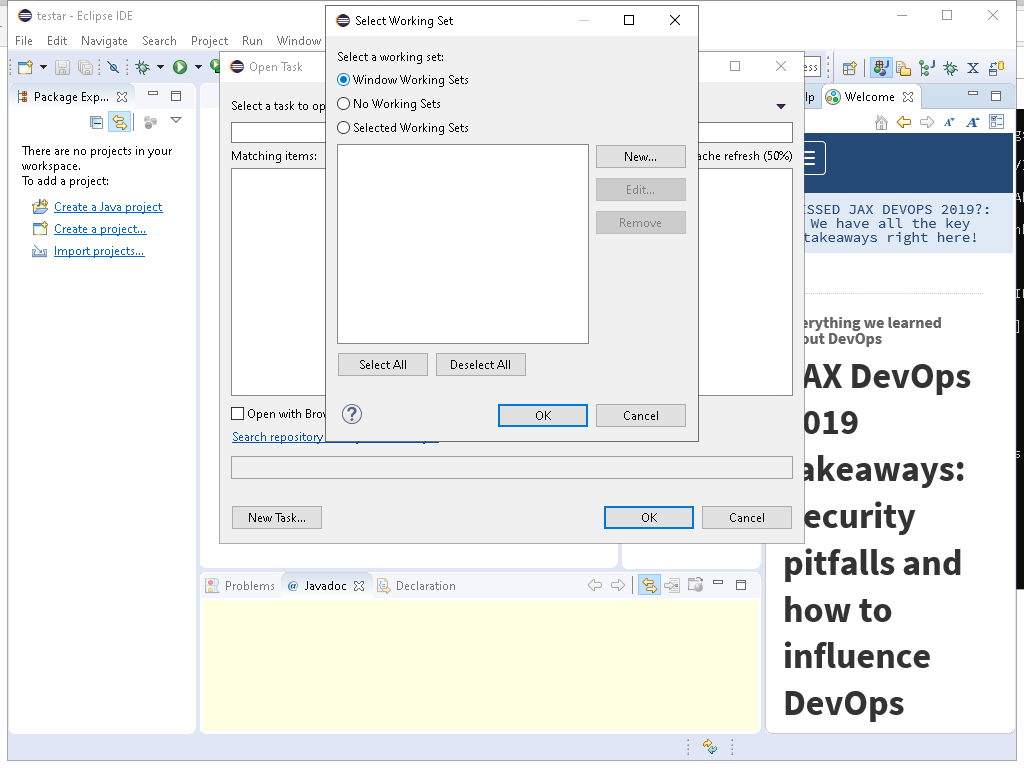 testar - Eclipse IDE
File Edit Navigate Search Project Run Window
Package Exp...
There are no projects in your
workspace.
To add a project:
Create a Java project
Create a project...
Import projects...
Open Task
Select a task to op
Matching items:
ache refresh (50%)
Open with Brow
Search repository
New Task...
OK
Cancel
Select Working Set
Select a working set:
Window Working Sets
No Working Sets
Selected Working Sets
New...
Edit...
Remove
Select All
Deselect All
OK
Cancel
ess
lp
Welcome
ISSED JAX DEVOPS 2019?:
We have all the key
takeaways right here!
erything we learned
out DevOps
AX DevOps
019
akeaways:
ecurity
pitfalls and
how to
influence
DevOps
Problems
@ Javadoc
Declaration